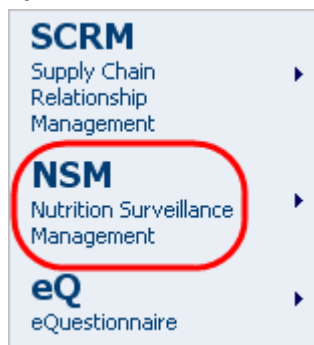 SCRM
Supply Chain
Relationship
Management
NSM
Nutrition Surveillance
Management
eQ
eQuestionnaire